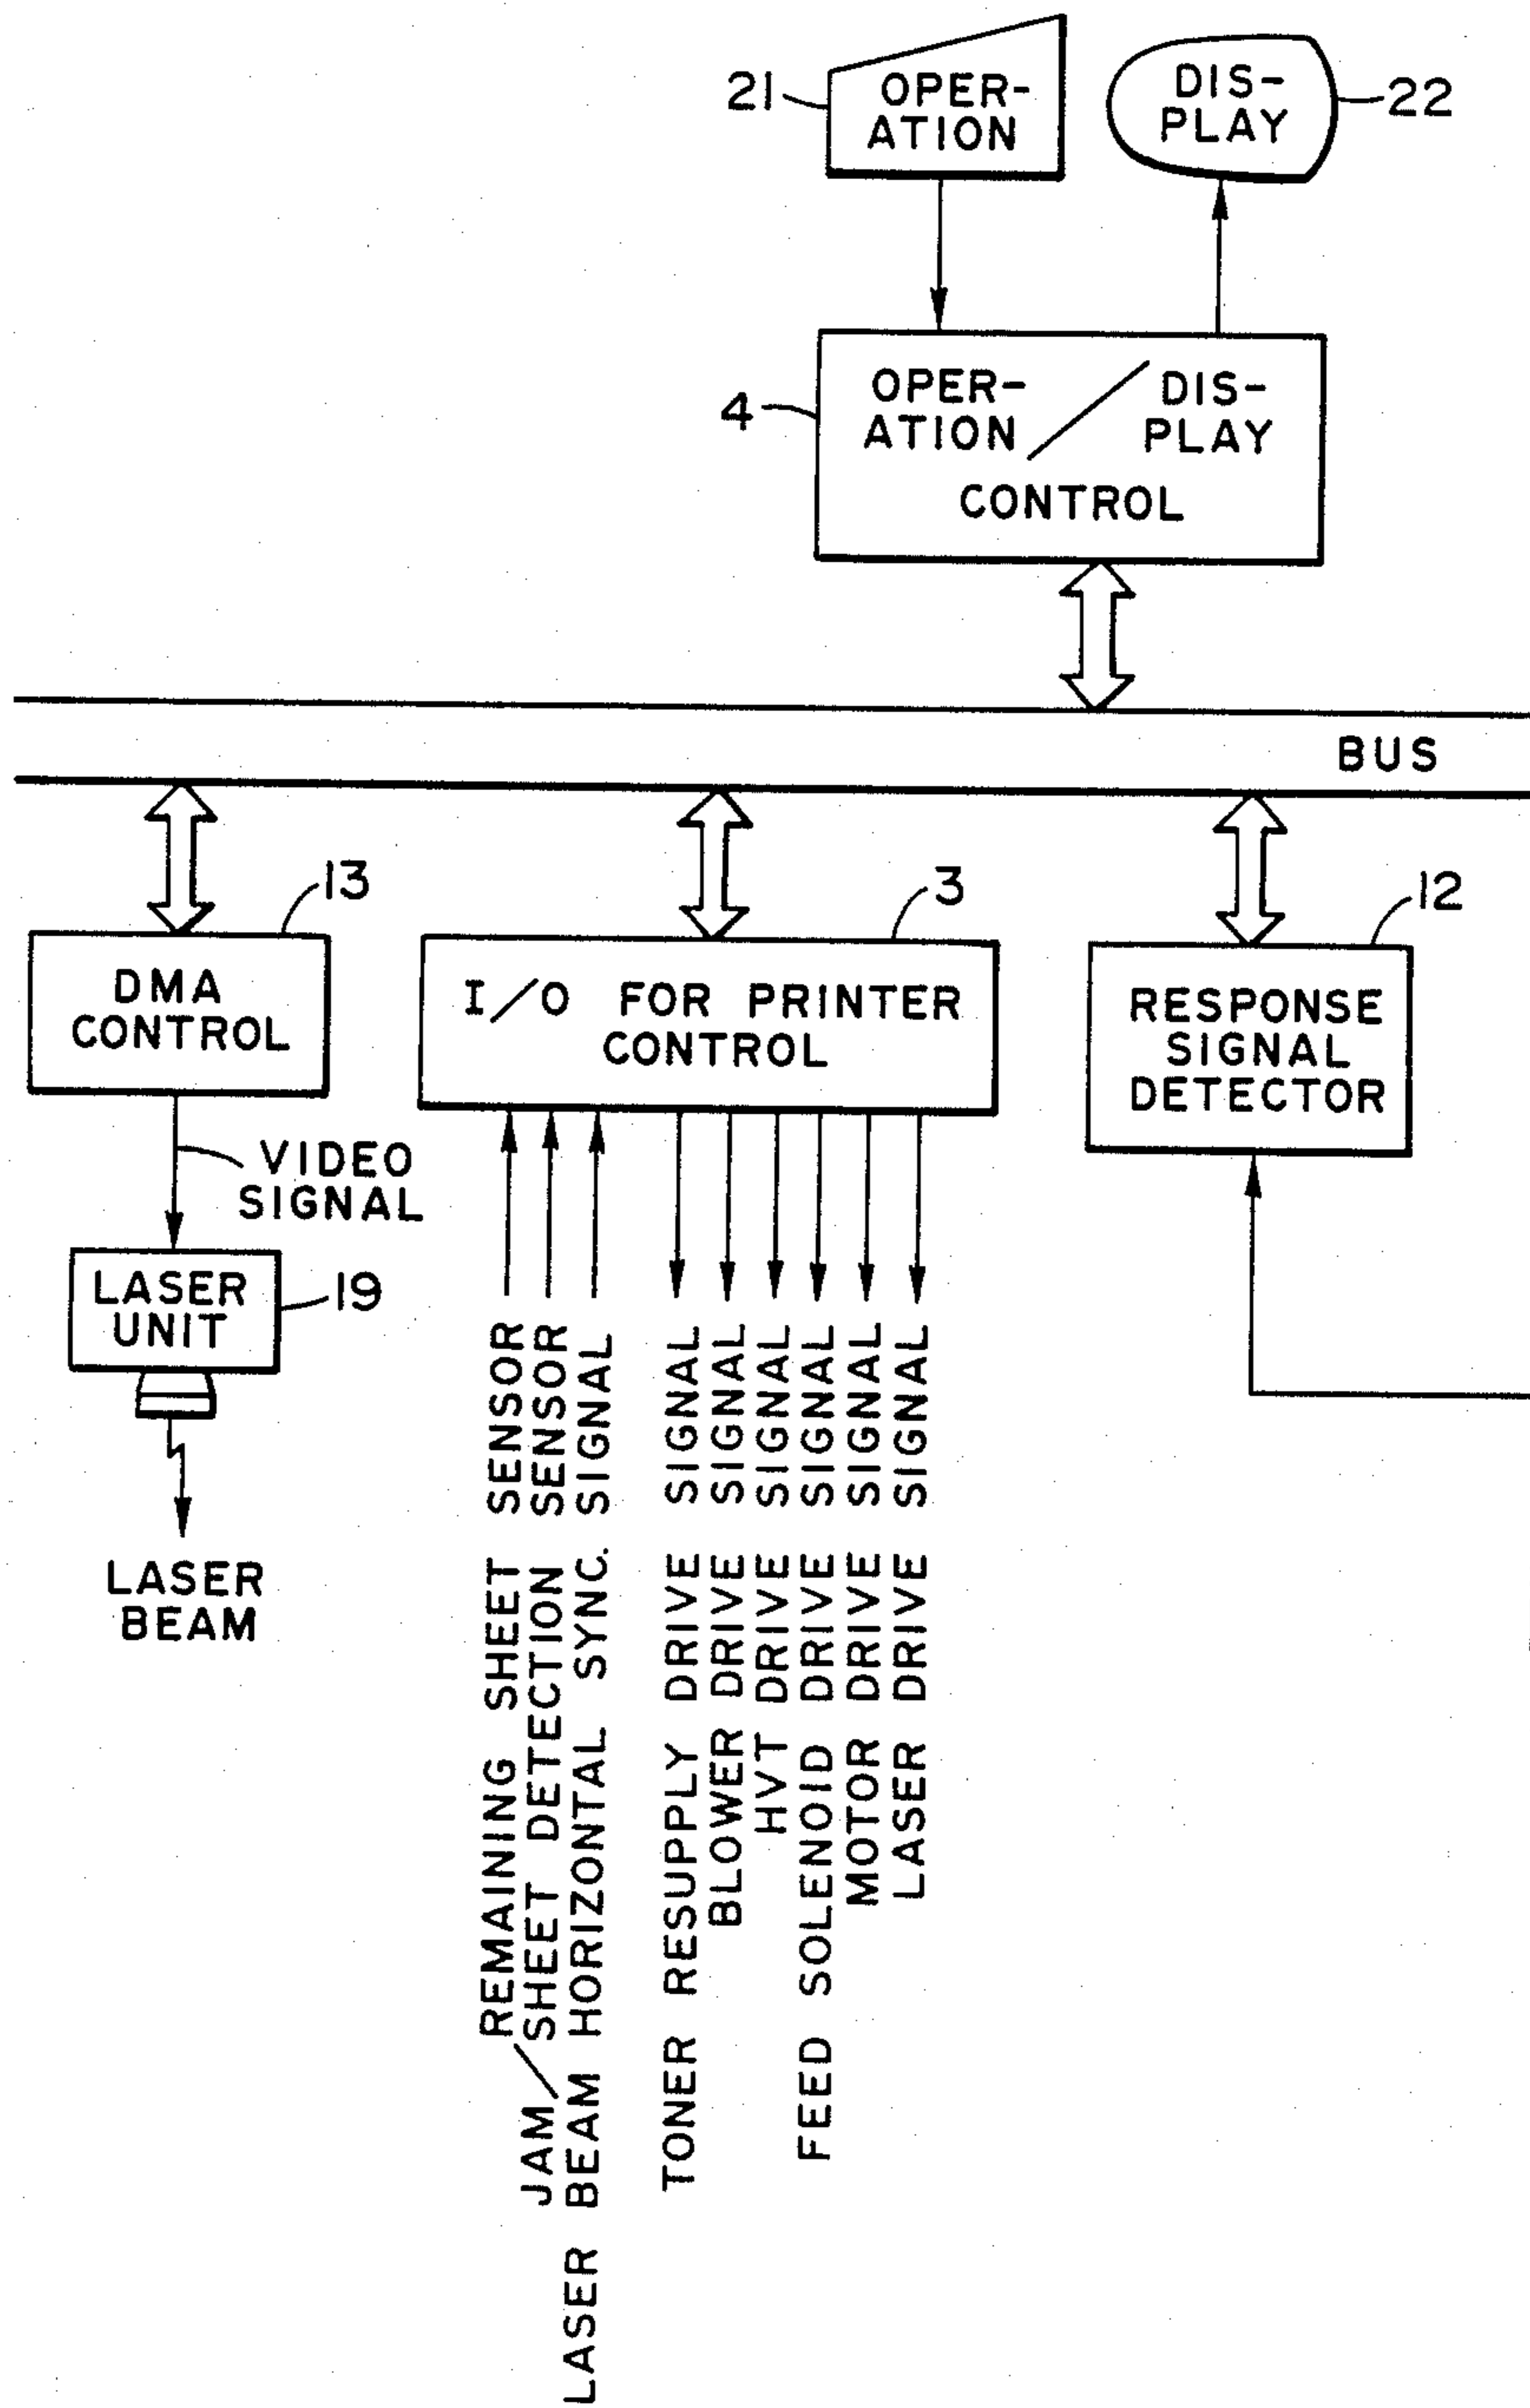 21
OPER-
ATION
DIS-
PLAY
22
4
OPER-
ATION
/
DIS-
PLAY
CONTROL
BUS
13
3
12
DMA
CONTROL
I/O FOR PRINTER
CONTROL
RESPONSE
SIGNAL
DETECTOR
VIDEO
SIGNAL
LASER
UNIT
19
LASER
BEAM
REMAINING SHEET SENSOR
JAM/SHEET DETECTION SENSOR
LASER BEAM HORIZONTAL SYNC. SIGNAL
TONER RESUPPLY DRIVE SIGNAL
BLOWER DRIVE SIGNAL
HVT DRIVE SIGNAL
FEED SOLENOID DRIVE SIGNAL
MOTOR DRIVE SIGNAL
LASER DRIVE SIGNAL